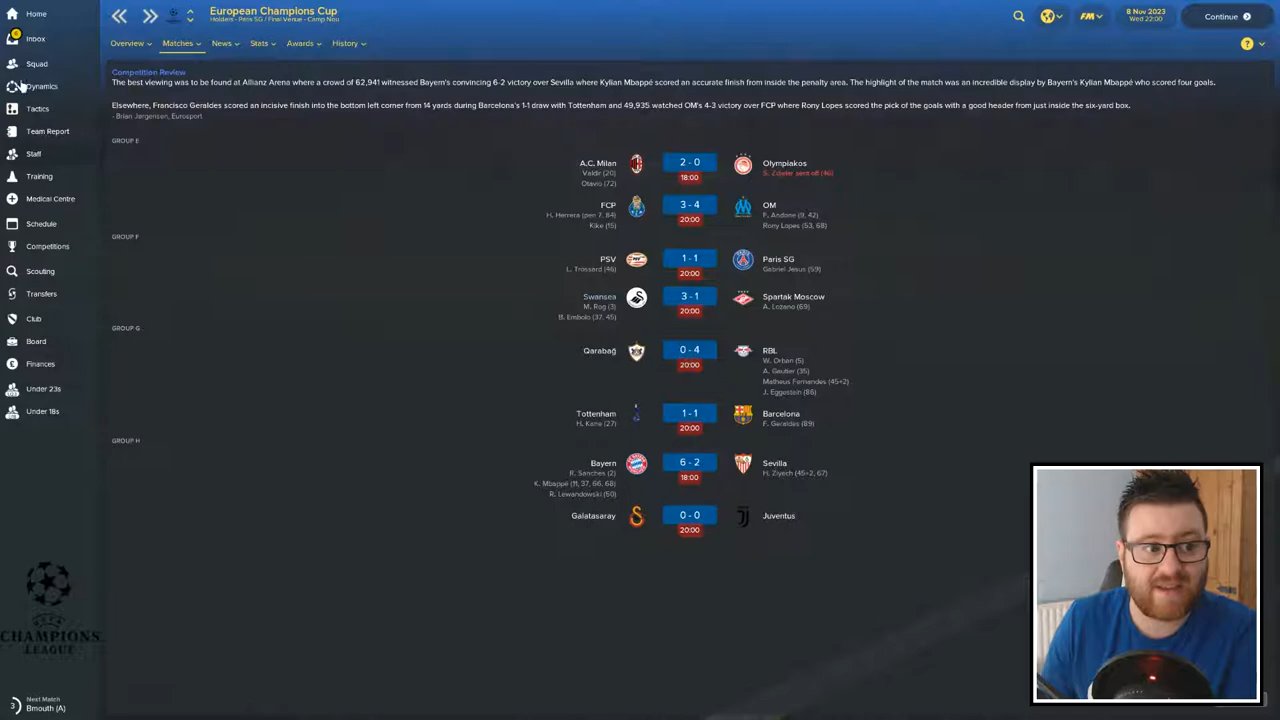 Home
Inbox
Squad
Dynamics
Tactics
Team Report
Staff
Training
Medical Centre
Schedule
Competitions
Scouting
Transfers
Club
Board
Finances
Under 23s
Under 18s
CHAMPIONS
LEAGUE
3
Next Match
Bmouth (A)
European Champions Cup
Holders - Paris SG / Final Venue - Camp Nou
FM
8 Nov 2023
Wed 22:00
Continue
Overview
Matches
News
Stats
Awards
History
?
Competition Review
The best viewing was to be found at Allianz Arena where a crowd of 62,941 witnessed Bayern's convincing 6-2 victory over Sevilla where Kylian Mbappé scored an accurate finish from inside the penalty area. The highlight of the match was an incredible display by Bayern's Kylian Mbappé who scored four goals.
Elsewhere, Francisco Geraldes scored an incisive finish into the bottom left corner from 14 yards during Barcelona's 1-1 draw with Tottenham and 49,935 watched OM's 4-3 victory over FCP where Rony Lopes scored the pick of the goals with a good header from just inside the six-yard box.
- Brian Jørgensen, Eurosport
GROUP E
A.C. Milan 2 - 0 Olympiakos
Valdir (20) 18:00 sent off (46)
Otavio (72)
FCP 3 - 4 OM
H. Herrera (pen 7, 84) 20:00 F. Andone (9, 42)
Kike (15) Rony Lopes (53, 68)
GROUP F
PSV 1 - 1 Paris SG
L. Trossard (46) 20:00 Gabriel Jesus (59)
Swansea 3 - 1 Spartak Moscow
M. Rog (3) 20:00 A. Lozano (69)
B. Embolo (37, 45)
GROUP G
Qarabağ 0 - 4 RBL
20:00 W. Orban (5)
A. Gautier (35)
Matheus Fernandes (45+2)
J. Eggestein (86)
Tottenham 1 - 1 Barcelona
H. Kane (27) 20:00 F. Geraldes (89)
GROUP H
Bayern 6 - 2 Sevilla
R. Sanches (2) 18:00 H. Ziyech (45+2, 67)
K. Mbappé (11, 37, 66, 68)
R. Lewandowski (50)
Galatasaray 0 - 0 Juventus
20:00